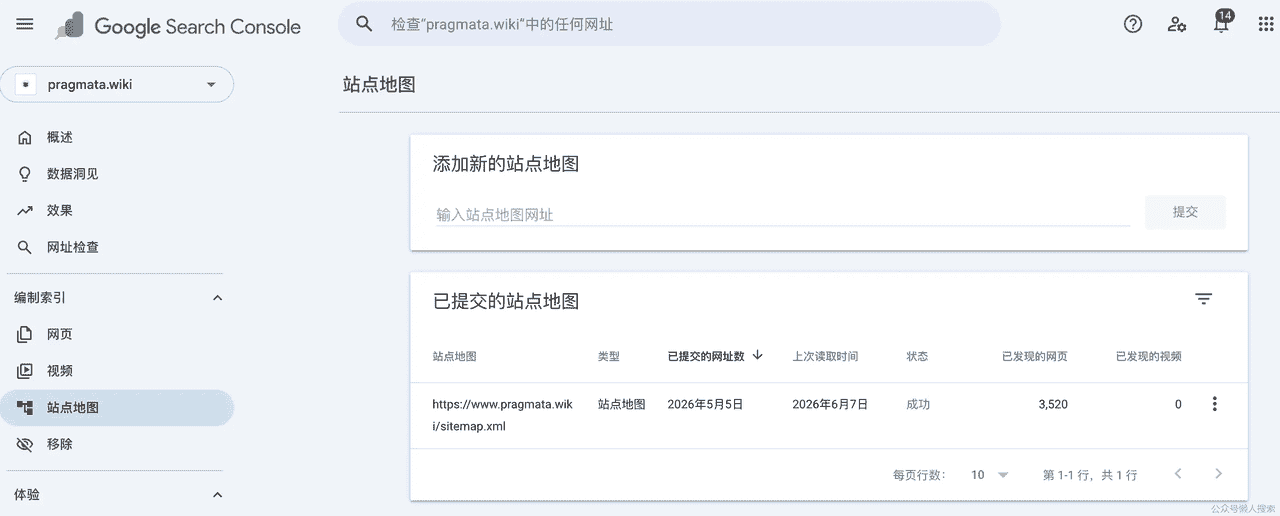 Google Search Console
检查“pragmata.wiki”中的任何网址
14
pragmata.wiki
站点地图
概述
数据洞见
效果
网址检查
编制索引
网页
视频
站点地图
移除
体验
添加新的站点地图
输入站点地图网址
提交
已提交的站点地图
站点地图 类型 已提交的网址数 上次读取时间 状态 已发现的网页 已发现的视频
https://www.pragmata.wik 站点地图 2026年5月5日 2026年6月7日 成功 3,520 0
i/sitemap.xml
每页行数： 10 第 1-1 行，共 1 行
公众号懒人搜索